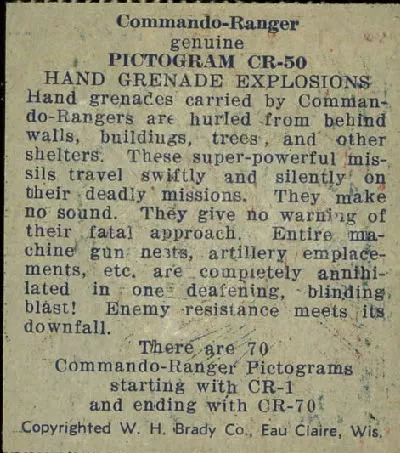 Commando-Ranger
genuine
PICTOGRAM CR-50
HAND GRENADE EXPLOSIONS
Hand grenades carried by Comman-
do-Rangers are hurled from behind
walls, buildings, trees, and other
shelters. These super-powerful mis-
sils travel swiftly and silently on
their deadly missions. They make
no sound. They give no warning of
their fatal approach. Entire ma-
chine gun nests, artillery emplace-
ments, etc. are completely annihi-
lated in one deafening, blinding
blast! Enemy resistance meets its
downfall.
There are 70
Commando-Ranger Pictograms
starting with CR-1
and ending with CR-70
Copyrighted W. H. Brady Co., Eau Claire, Wis.